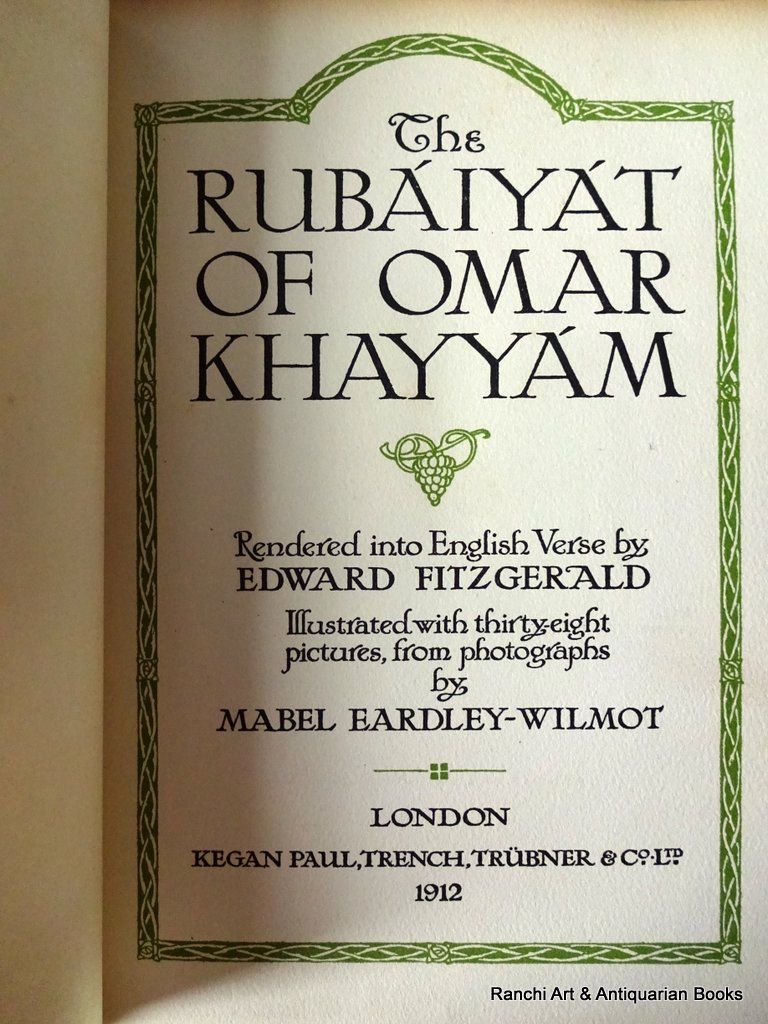 The
RUBÁIYÁT
OF OMAR
KHAYYÁM
Rendered into English Verse by
EDWARD FITZGERALD
Illustrated with thirty-eight
pictures, from photographs
by
MABEL EARDLEY-WILMOT
LONDON
KEGAN PAUL, TRENCH, TRÜBNER & Co. LTD
1912
Ranchi Art & Antiquarian Books